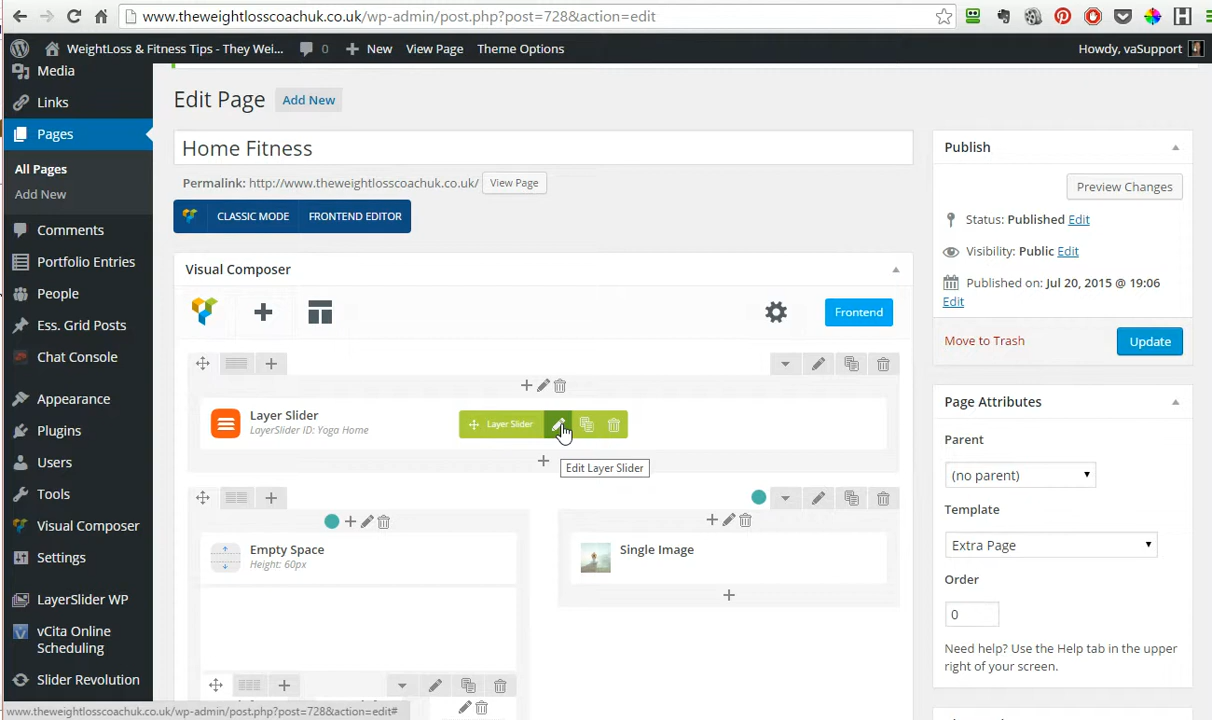 www.theweightlosscoachuk.co.uk/wp-admin/post.php?post=728&action=edit
WeightLoss & Fitness Tips - They Wei...
0
New
View Page
Theme Options
Howdy, vaSupport
Media
Links
Pages
All Pages
Add New
Comments
Portfolio Entries
People
Ess. Grid Posts
Chat Console
Appearance
Plugins
Users
Tools
Visual Composer
Settings
LayerSlider WP
vCita Online
Scheduling
Slider Revolution
Edit Page
Add New
Home Fitness
Permalink: http://www.theweightlosscoachuk.co.uk/
View Page
CLASSIC MODE
FRONTEND EDITOR
Visual Composer
Frontend
Layer Slider
LayerSlider ID: Yoga Home
Layer Slider
Edit Layer Slider
Empty Space
Height: 60px
Single Image
Publish
Preview Changes
Status: Published Edit
Visibility: Public Edit
Published on: Jul 20, 2015 @ 19:06
Edit
Move to Trash
Update
Page Attributes
Parent
(no parent)
Template
Extra Page
Order
0
Need help? Use the Help tab in the upper
right of your screen.
www.theweightlosscoachuk.co.uk/wp-admin/post.php?post=728&action=edit#